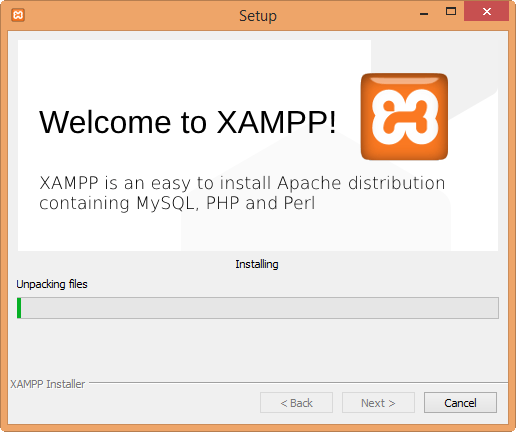 Setup
Welcome to XAMPP!
XAMPP is an easy to install Apache distribution
containing MySQL, PHP and Perl
Installing
Unpacking files
XAMPP Installer
< Back
Next >
Cancel